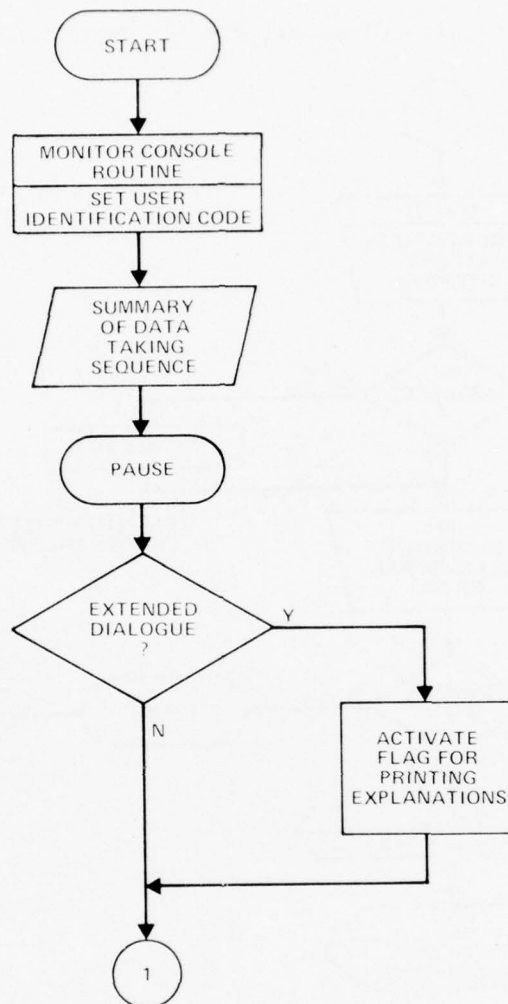 START
MONITOR CONSOLE
ROUTINE
SET USER
IDENTIFICATION CODE
SUMMARY
OF DATA
TAKING
SEQUENCE
PAUSE
EXTENDED
DIALOGUE
?
Y
N
ACTIVATE
FLAG FOR
PRINTING
EXPLANATIONS
1